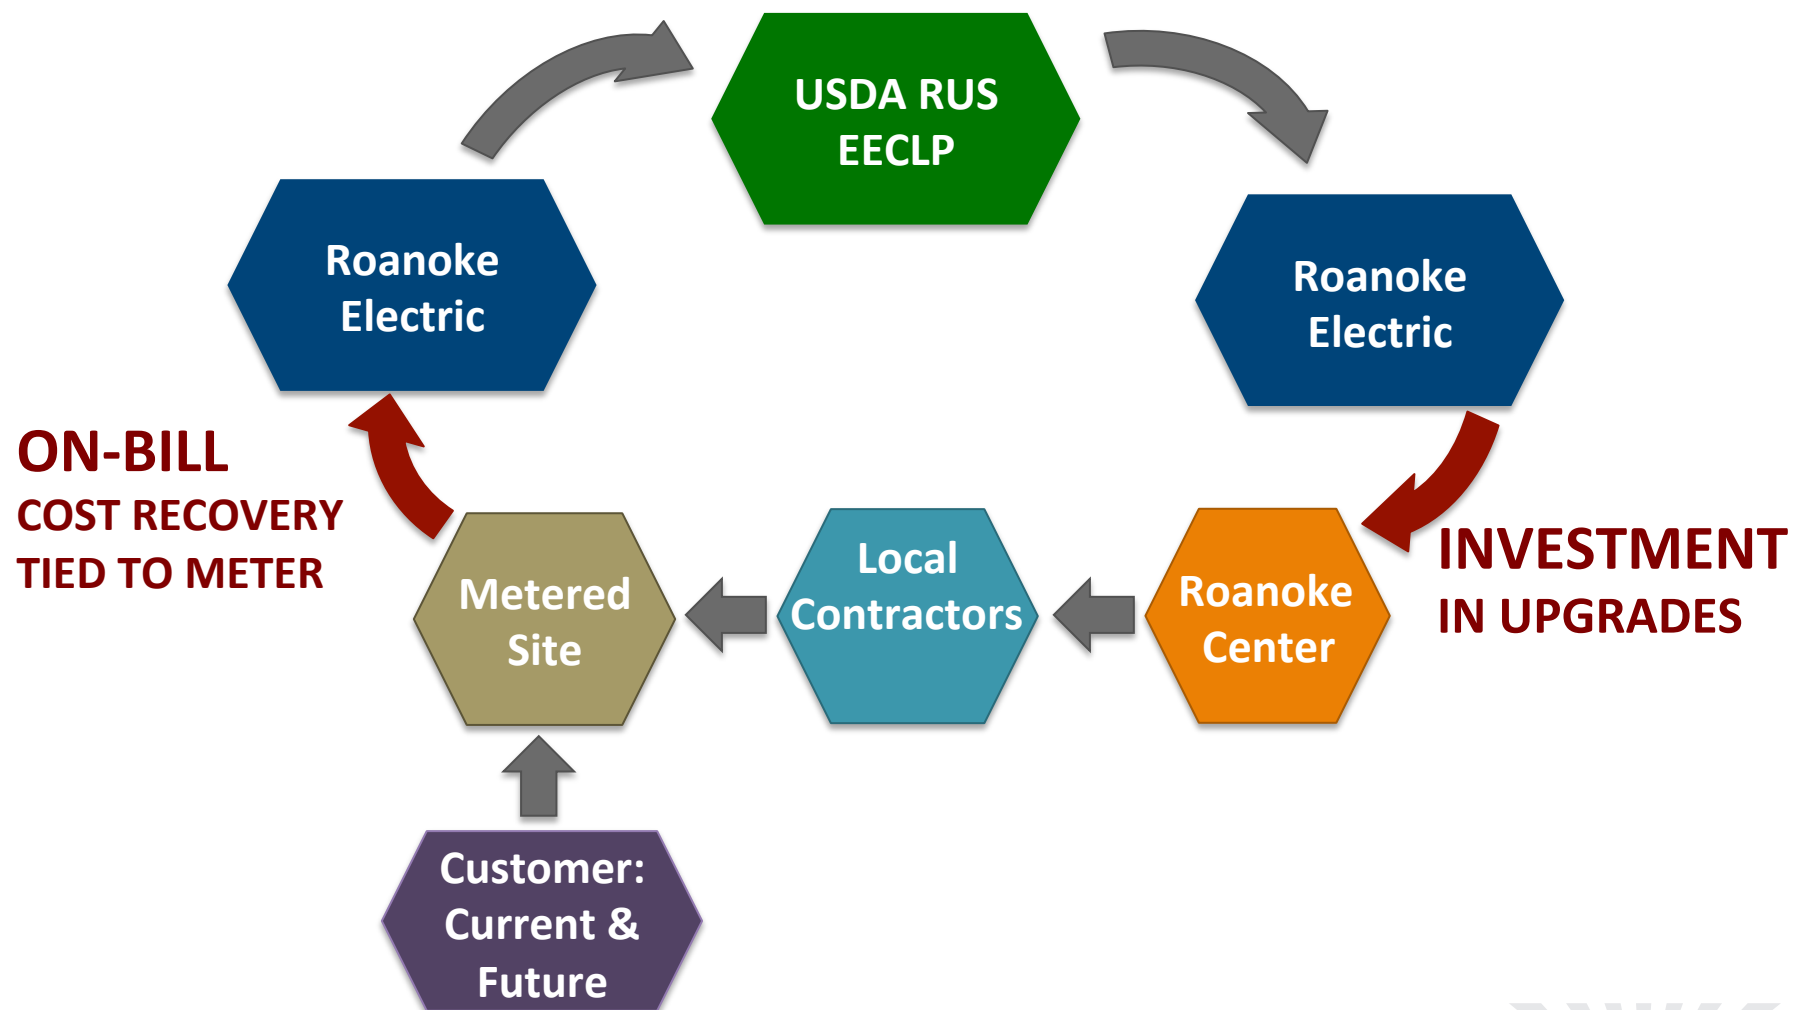 USDA RUS
EECLP
Roanoke
Electric
Roanoke
Electric
ON-BILL
COST RECOVERY
TIED TO METER
Metered
Site
Local
Contractors
Roanoke
Center
INVESTMENT
IN UPGRADES
Customer:
Current &
Future